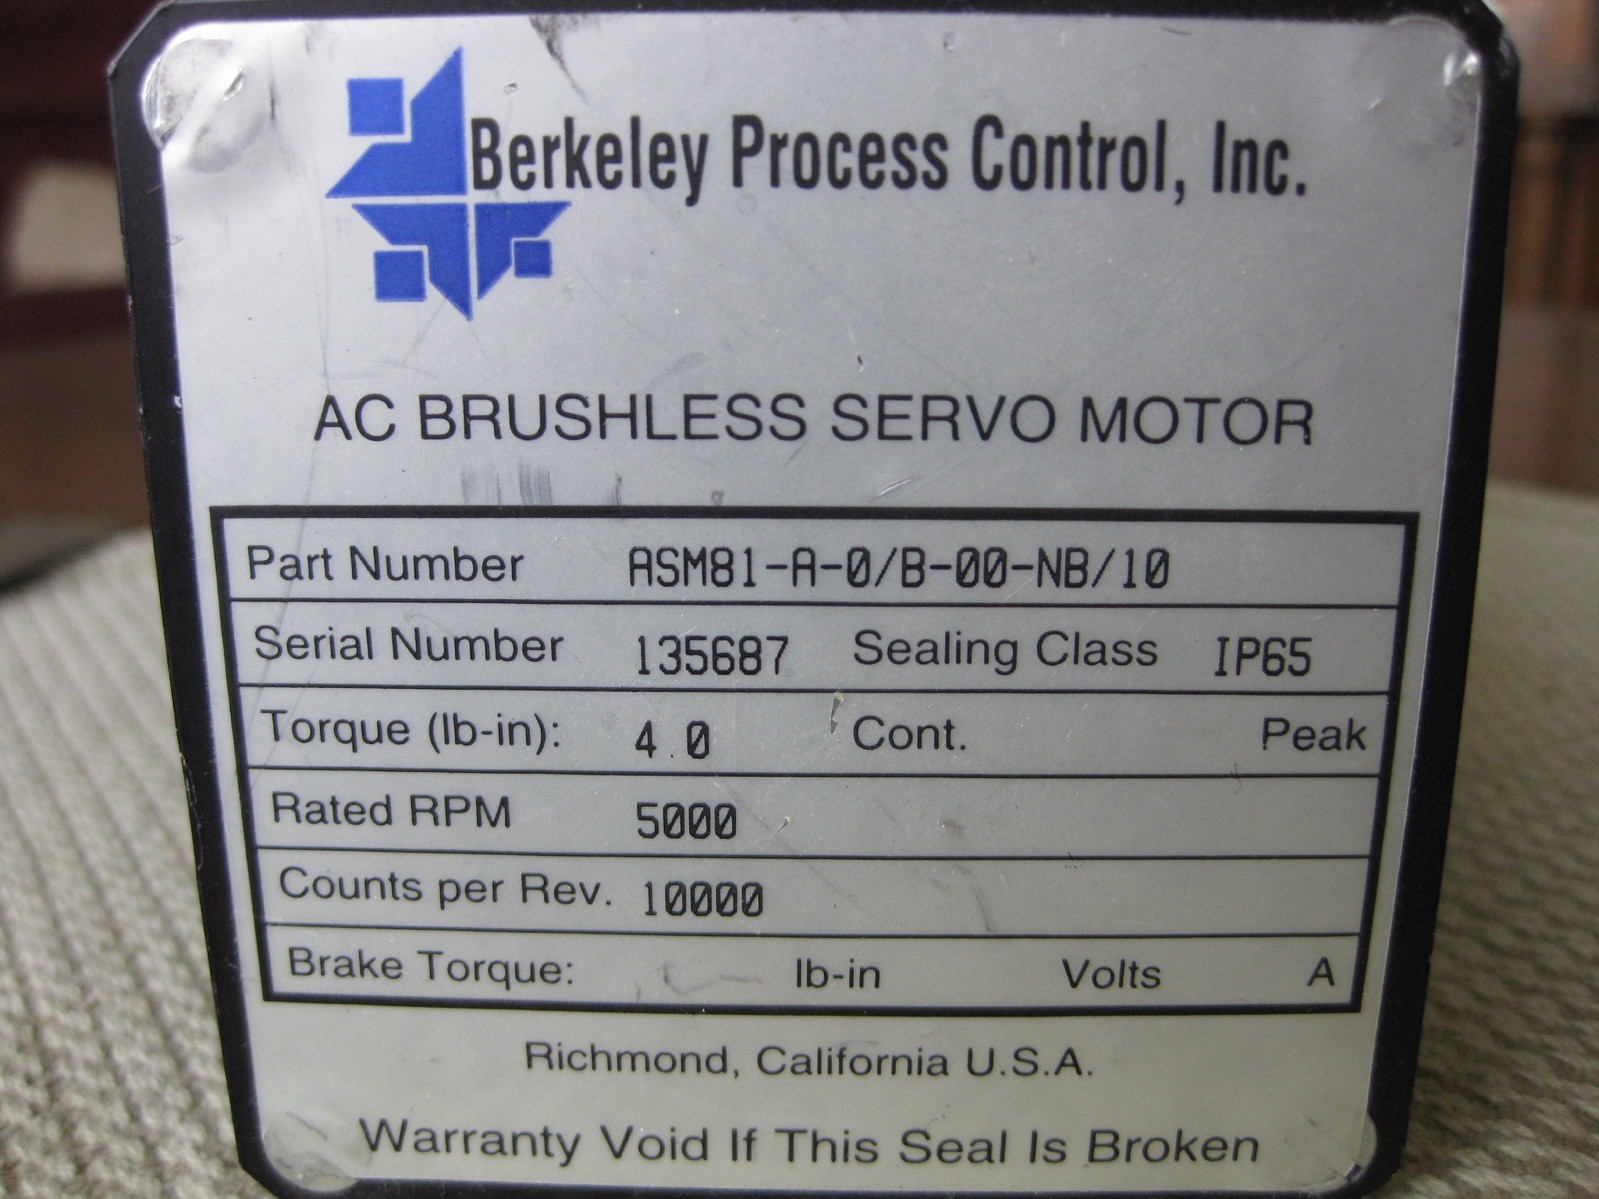 Berkeley Process Control, Inc.
AC BRUSHLESS SERVO MOTOR
Part Number ASM81-A-0/B-00-NB/10
Serial Number 135687 Sealing Class IP65
Torque (lb-in): 4.0 Cont. Peak
Rated RPM 5000
Counts per Rev. 10000
Brake Torque: lb-in Volts A
Richmond, California U.S.A.
Warranty Void If This Seal Is Broken